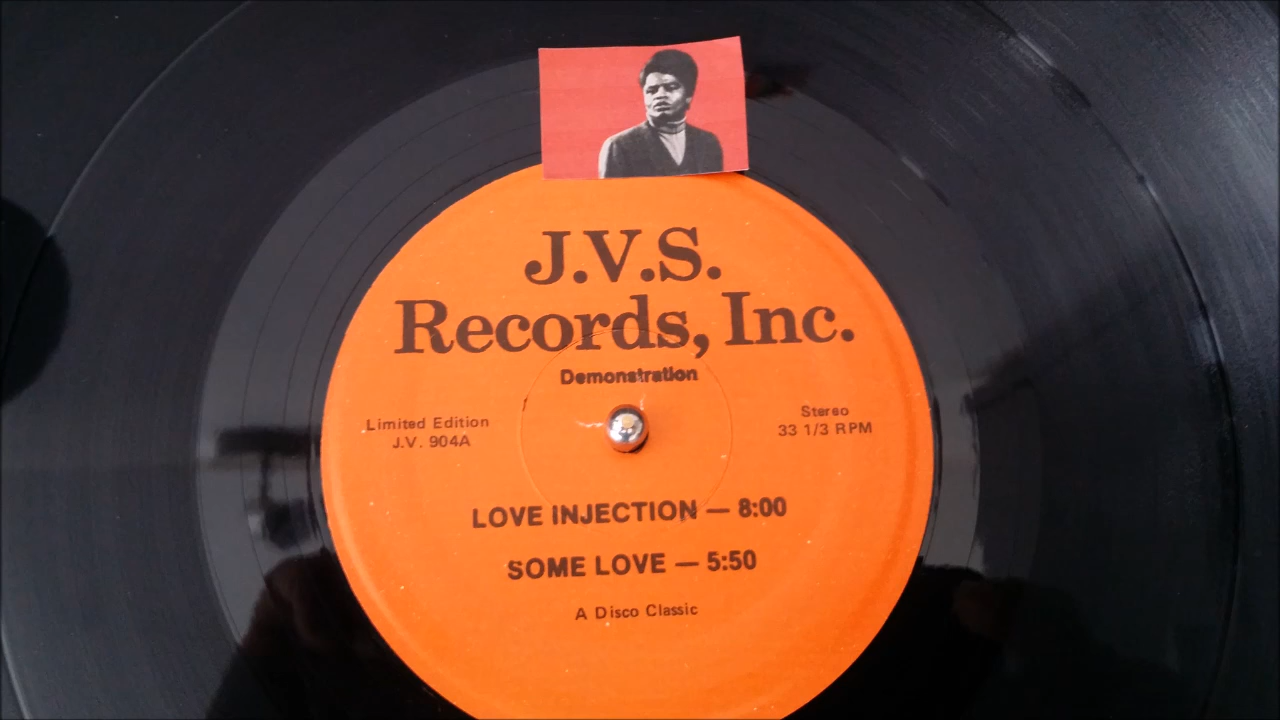 J.V.S.
Records, Inc.
Demonstration
Limited Edition
J.V. 904A
Stereo
33 1/3 RPM
LOVE INJECTION — 8:00
SOME LOVE — 5:50
A Disco Classic